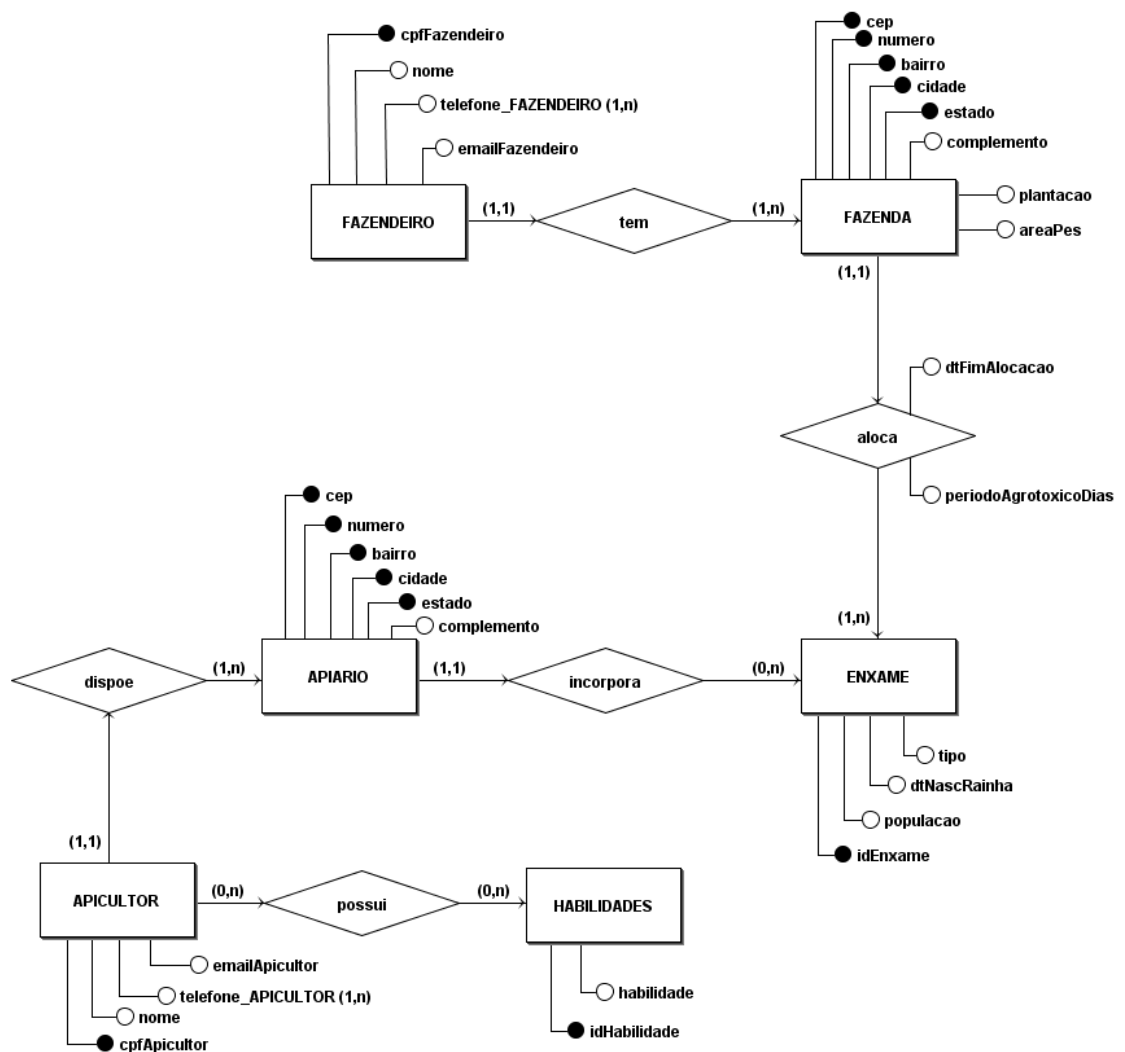 cpfFazendeiro
nome
telefone_FAZENDEIRO (1,n)
emailFazendeiro
FAZENDEIRO
(1,1)
tem
(1,n)
cep
numero
bairro
cidade
estado
complemento
FAZENDA
plantacao
areaPes
(1,1)
dtFimAlocacao
aloca
periodoAgrotoxicoDias
(1,n)
cep
numero
bairro
cidade
estado
complemento
dispoe
(1,n)
APIARIO
(1,1)
incorpora
(0,n)
ENXAME
tipo
dtNascRainha
populacao
idEnxame
(1,1)
APICULTOR
(0,n)
possui
(0,n)
HABILIDADES
emailApicultor
telefone_APICULTOR (1,n)
nome
cpfApicultor
habilidade
idHabilidade